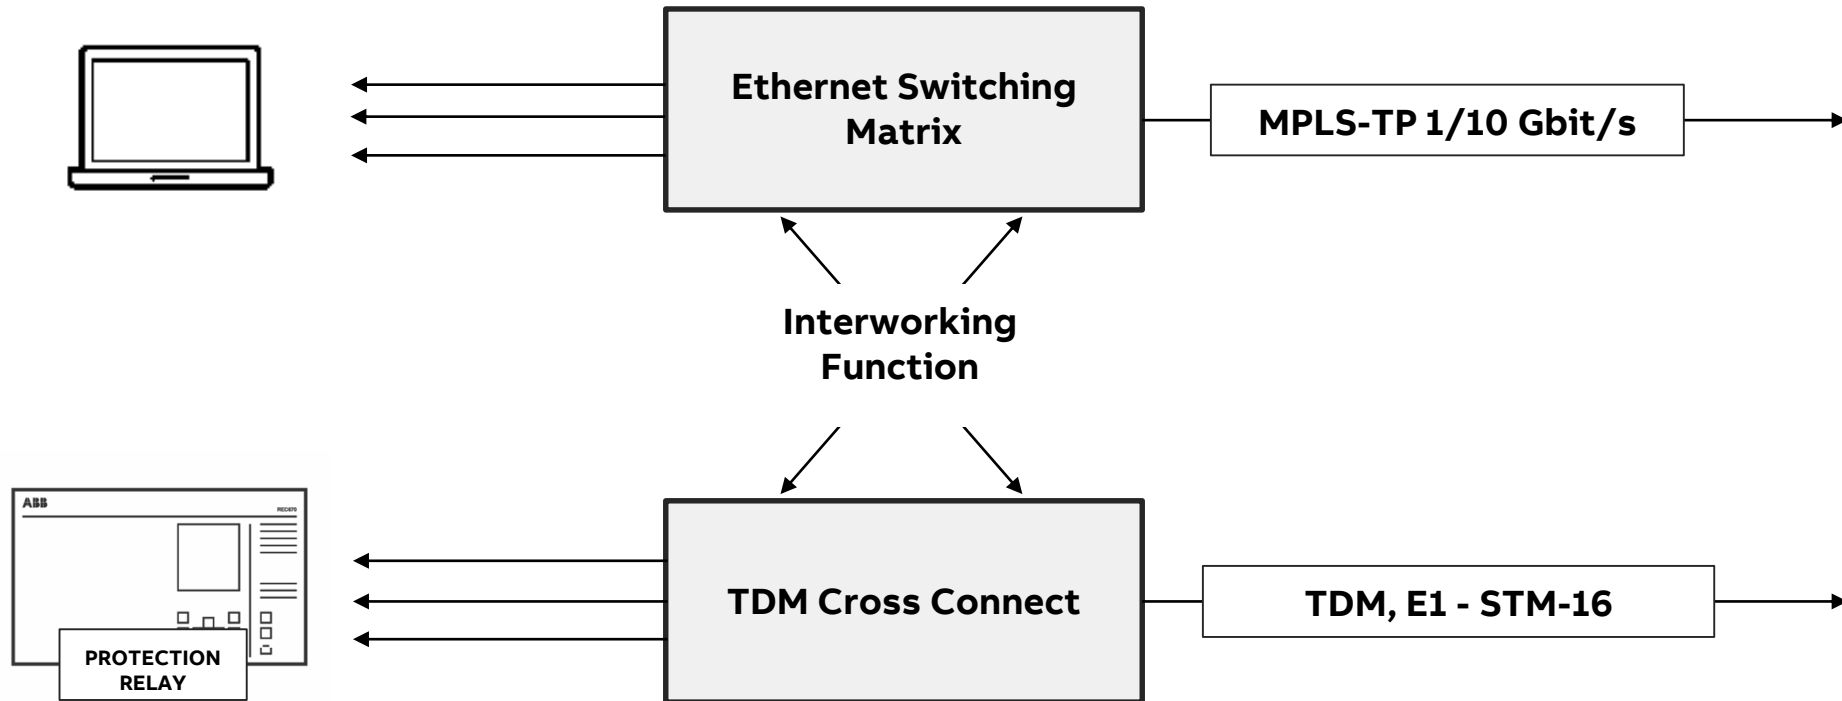 Ethernet Switching
Matrix
MPLS-TP 1/10 Gbit/s
Interworking
Function
ABB
REC670
TDM Cross Connect
TDM, E1 - STM-16
PROTECTION
RELAY